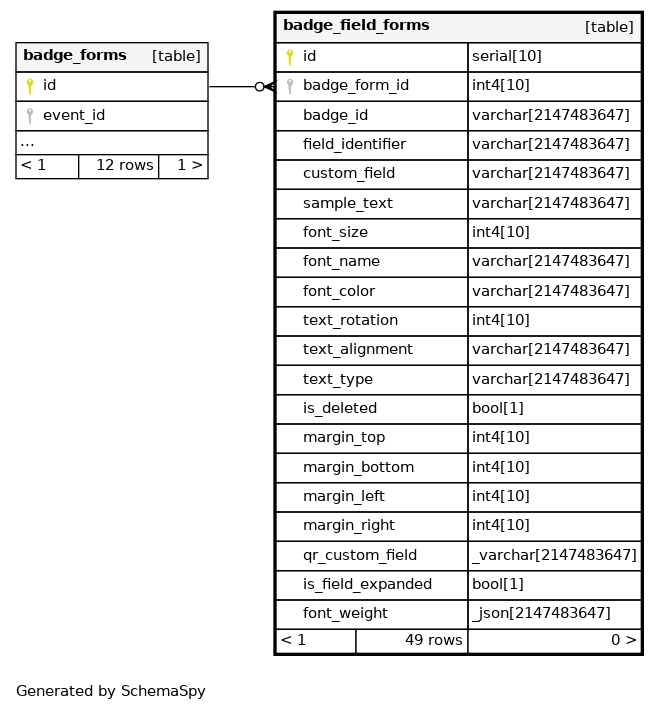 badge_forms [table]
id
event_id
...
< 1 12 rows 1 >
badge_field_forms [table]
id serial[10]
badge_form_id int4[10]
badge_id varchar[2147483647]
field_identifier varchar[2147483647]
custom_field varchar[2147483647]
sample_text varchar[2147483647]
font_size int4[10]
font_name varchar[2147483647]
font_color varchar[2147483647]
text_rotation int4[10]
text_alignment varchar[2147483647]
text_type varchar[2147483647]
is_deleted bool[1]
margin_top int4[10]
margin_bottom int4[10]
margin_left int4[10]
margin_right int4[10]
qr_custom_field _varchar[2147483647]
is_field_expanded bool[1]
font_weight _json[2147483647]
< 1 49 rows 0 >
Generated by SchemaSpy